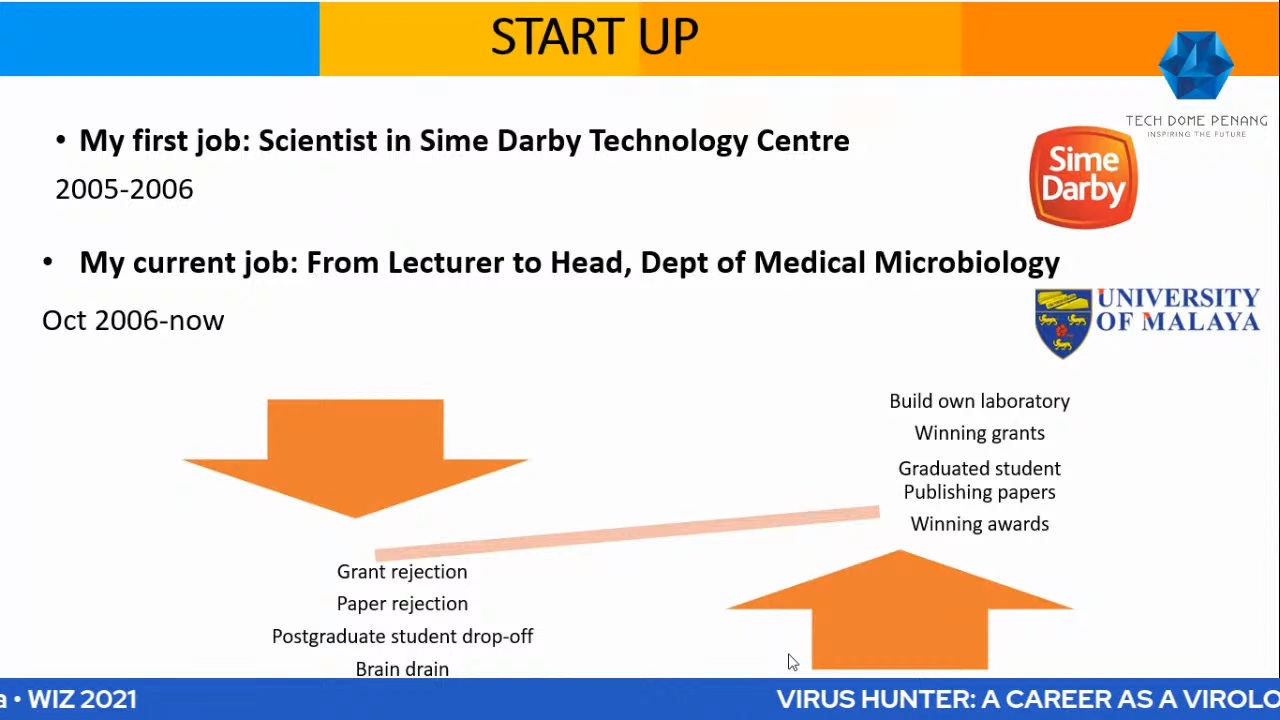 START UP
TECH DOME PENANG
INSPIRING THE FUTURE
• My first job: Scientist in Sime Darby Technology Centre
Sime
Darby
2005-2006
• My current job: From Lecturer to Head, Dept of Medical Microbiology
UNIVERSITY
OF MALAYA
Oct 2006-now
Build own laboratory
Winning grants
Graduated student
Publishing papers
Winning awards
Grant rejection
Paper rejection
Postgraduate student drop-off
Brain drain
a • WIZ 2021
VIRUS HUNTER: A CAREER AS A VIROLO